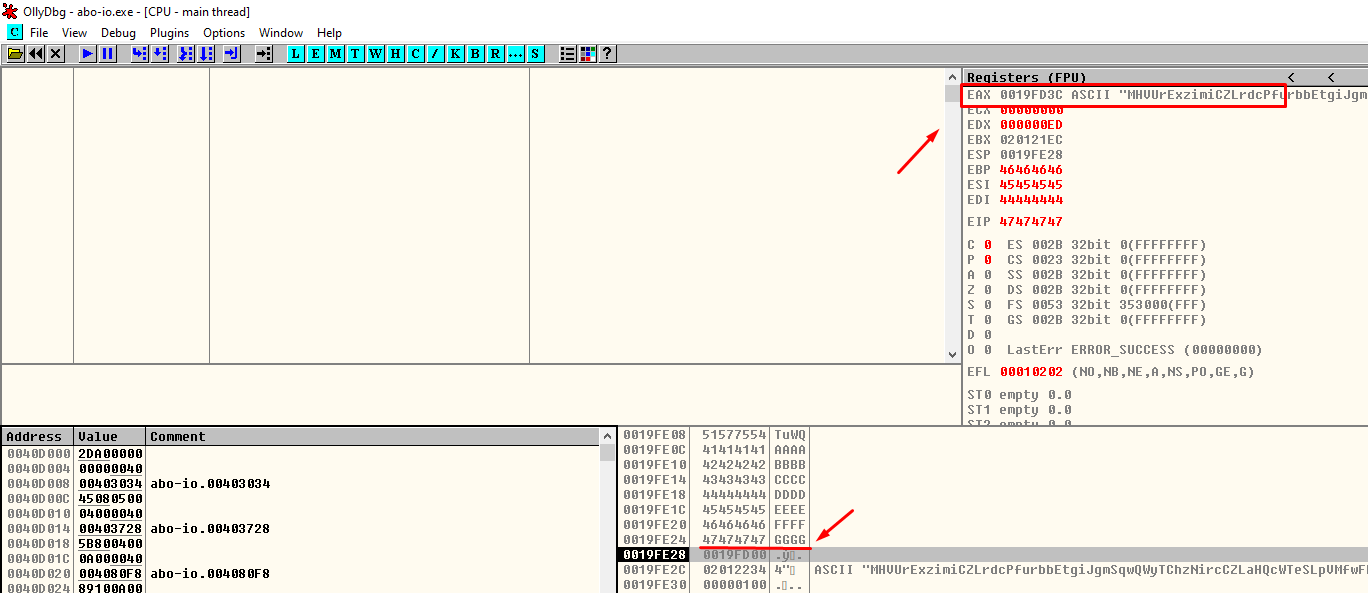 OllyDbg - abo-io.exe - [CPU - main thread]
C File View Debug Plugins Options Window Help
L E M T W H C / K B R ... S ?
Registers (FPU) < <
EAX 0019FD3C ASCII "MHVUrExzimiCZLrdcPfurbbEtgiJgm
ECX 00000000
EDX 000000ED
EBX 020121EC
ESP 0019FE28
EBP 46464646
ESI 45454545
EDI 44444444
EIP 47474747
C 0 ES 002B 32bit 0(FFFFFFFF)
P 0 CS 0023 32bit 0(FFFFFFFF)
A 0 SS 002B 32bit 0(FFFFFFFF)
Z 0 DS 002B 32bit 0(FFFFFFFF)
S 0 FS 0053 32bit 353000(FFF)
T 0 GS 002B 32bit 0(FFFFFFFF)
D 0
O 0 LastErr ERROR_SUCCESS (00000000)
EFL 00010202 (NO,NB,NE,A,NS,PO,GE,G)
ST0 empty 0.0
ST1 empty 0.0
ST2 empty 0.0
Address Value Comment
0040D000 2DA00000
0040D004 00000040
0040D008 00403034 abo-io.00403034
0040D00C 45080500
0040D010 04000040
0040D014 00403728 abo-io.00403728
0040D018 5B800400
0040D01C 0A000040
0040D020 004080F8 abo-io.004080F8
0040D024 89100A00
0019FE08 51577554 TuWQ
0019FE0C 41414141 AAAA
0019FE10 42424242 BBBB
0019FE14 43434343 CCCC
0019FE18 44444444 DDDD
0019FE1C 45454545 EEEE
0019FE20 46464646 FFFF
0019FE24 47474747 GGGG
0019FE28 0019FD00 .ý▯.
0019FE2C 02012234 4"▯ ASCII "MHVUrExzimiCZLrdcPfurbbEtgiJgmSqwQWyTChzNircCZLaHQcWTeSLpVMfwF
0019FE30 00000100 .▯..